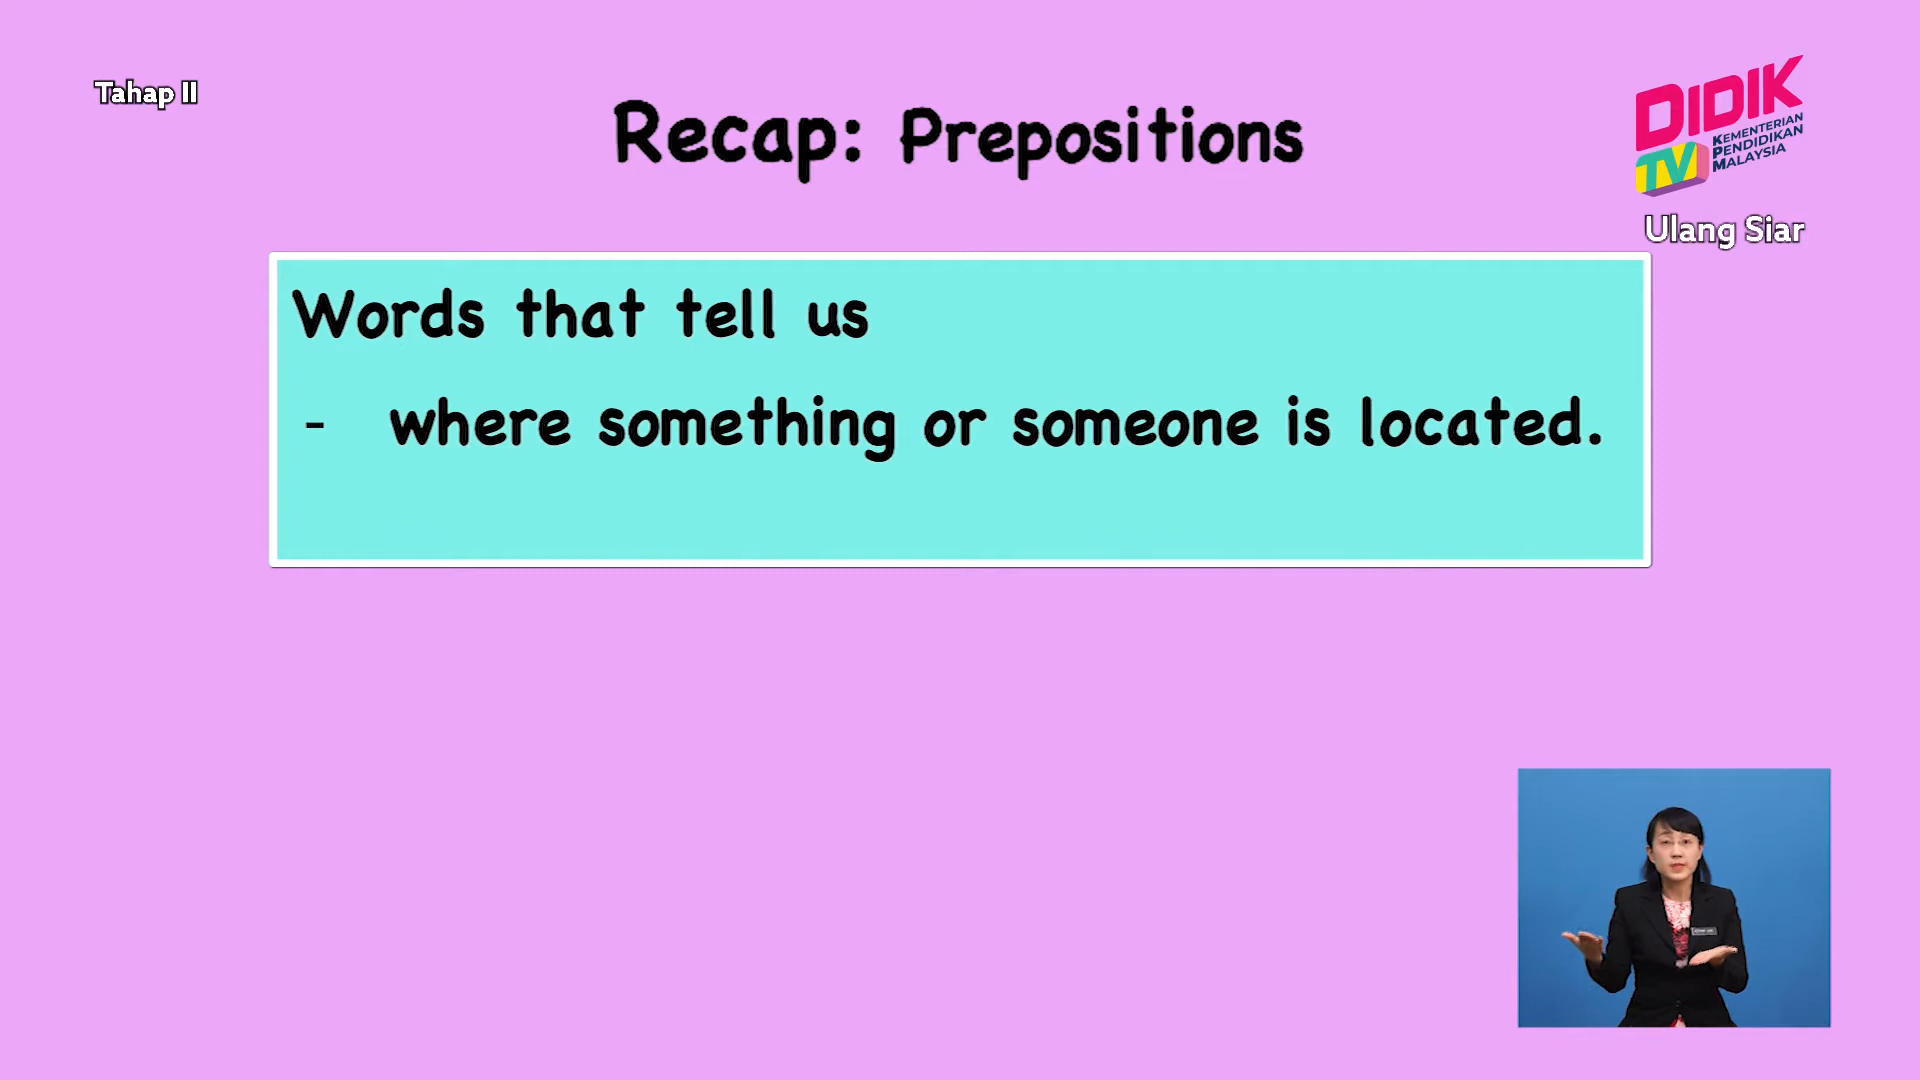 Tahap II
Recap: Prepositions
DIDIK
TV
KEMENTERIAN
PENDIDIKAN
MALAYSIA
Ulang Siar
Words that tell us
- where something or someone is located.